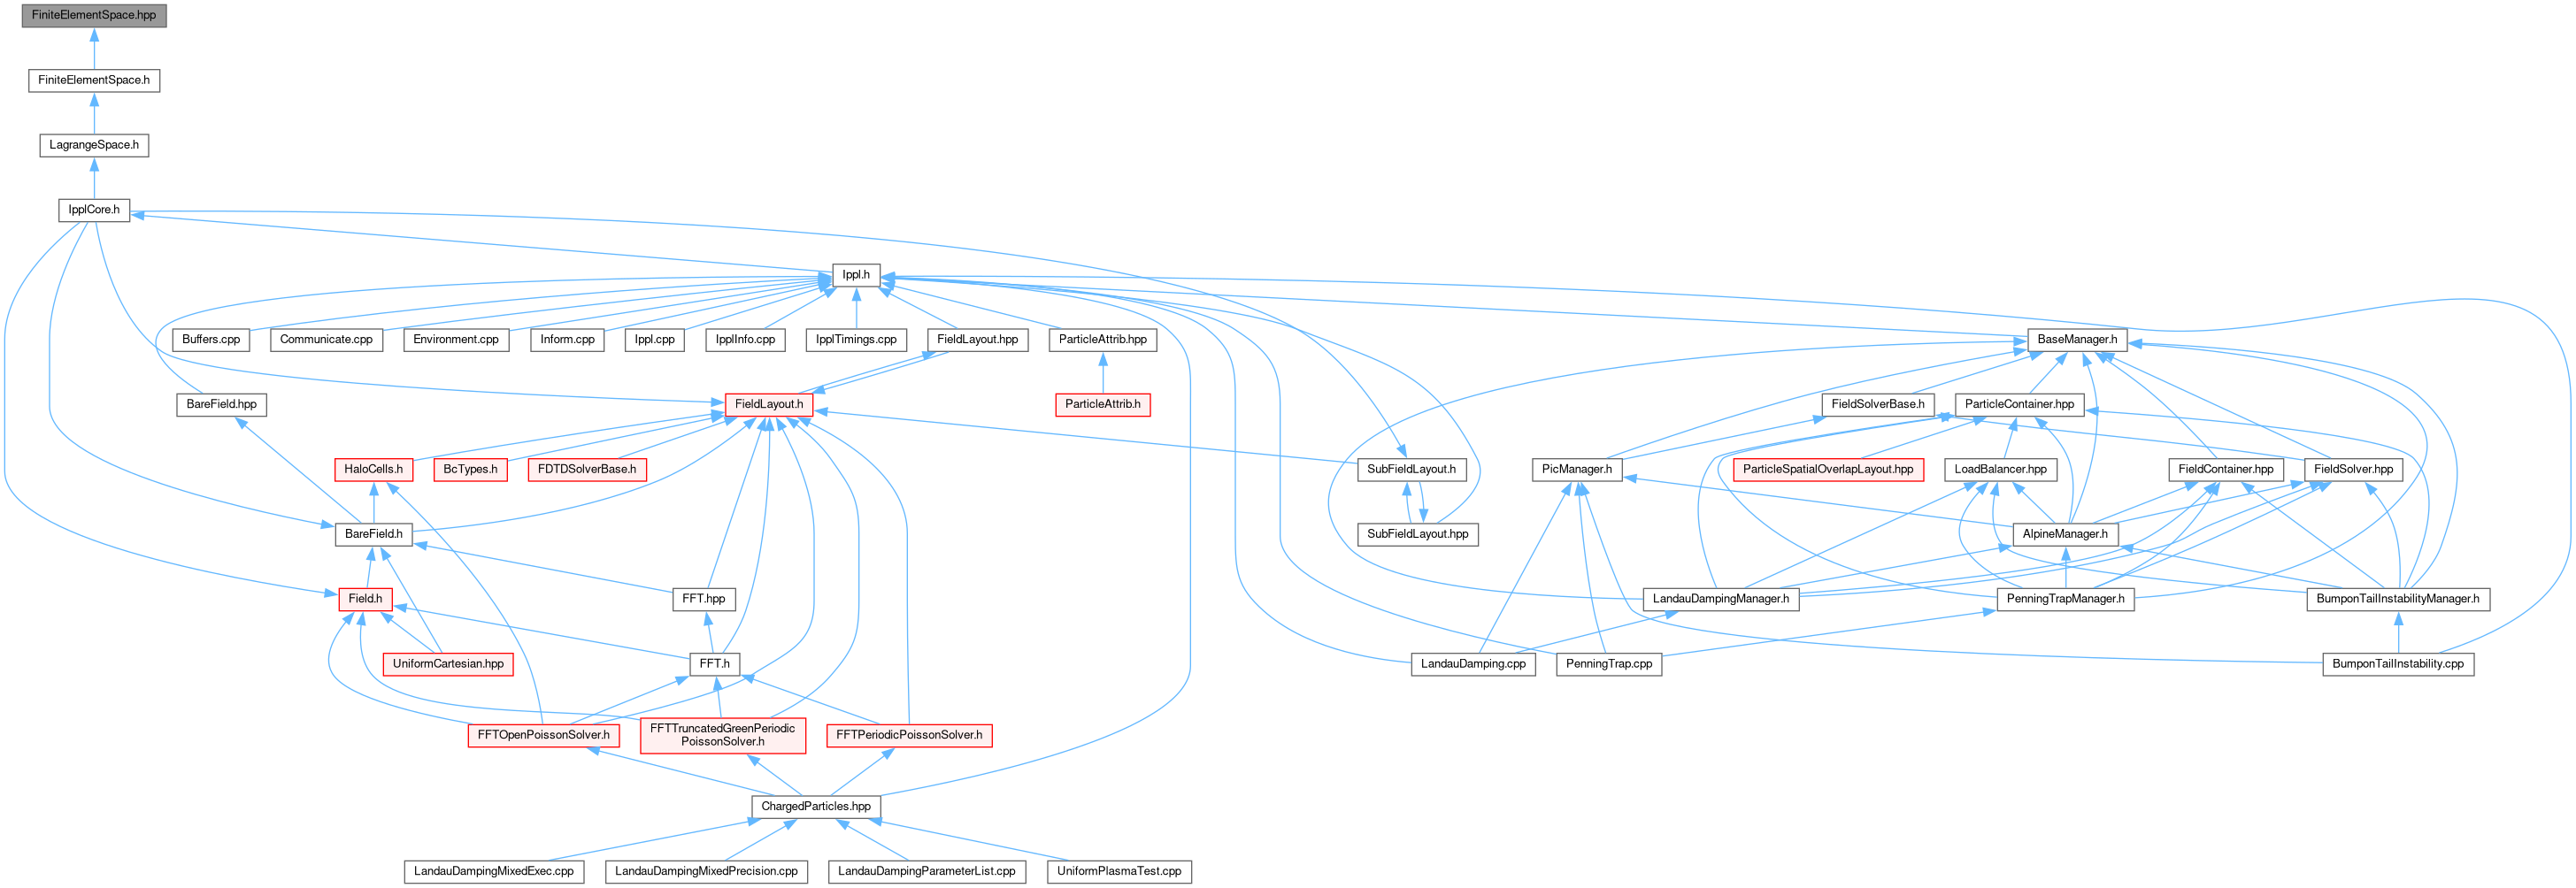 FiniteElementSpace.hpp
FiniteElementSpace.h
LagrangeSpace.h
IpplCore.h
Ippl.h
Buffers.cpp
Communicate.cpp
Environment.cpp
Inform.cpp
Ippl.cpp
IpplInfo.cpp
IpplTimings.cpp
FieldLayout.hpp
ParticleAttrib.hpp
BaseManager.h
BareField.hpp
FieldLayout.h
ParticleAttrib.h
FieldSolverBase.h
ParticleContainer.hpp
HaloCells.h
BcTypes.h
FDTDSolverBase.h
SubFieldLayout.h
PicManager.h
ParticleSpatialOverlapLayout.hpp
LoadBalancer.hpp
FieldContainer.hpp
FieldSolver.hpp
BareField.h
SubFieldLayout.hpp
AlpineManager.h
Field.h
FFT.hpp
LandauDampingManager.h
PenningTrapManager.h
BumponTailInstabilityManager.h
UniformCartesian.hpp
FFT.h
LandauDamping.cpp
PenningTrap.cpp
BumponTailInstability.cpp
FFTOpenPoissonSolver.h
FFTTruncatedGreenPeriodic
PoissonSolver.h
FFTPeriodicPoissonSolver.h
ChargedParticles.hpp
LandauDampingMixedExec.cpp
LandauDampingMixedPrecision.cpp
LandauDampingParameterList.cpp
UniformPlasmaTest.cpp